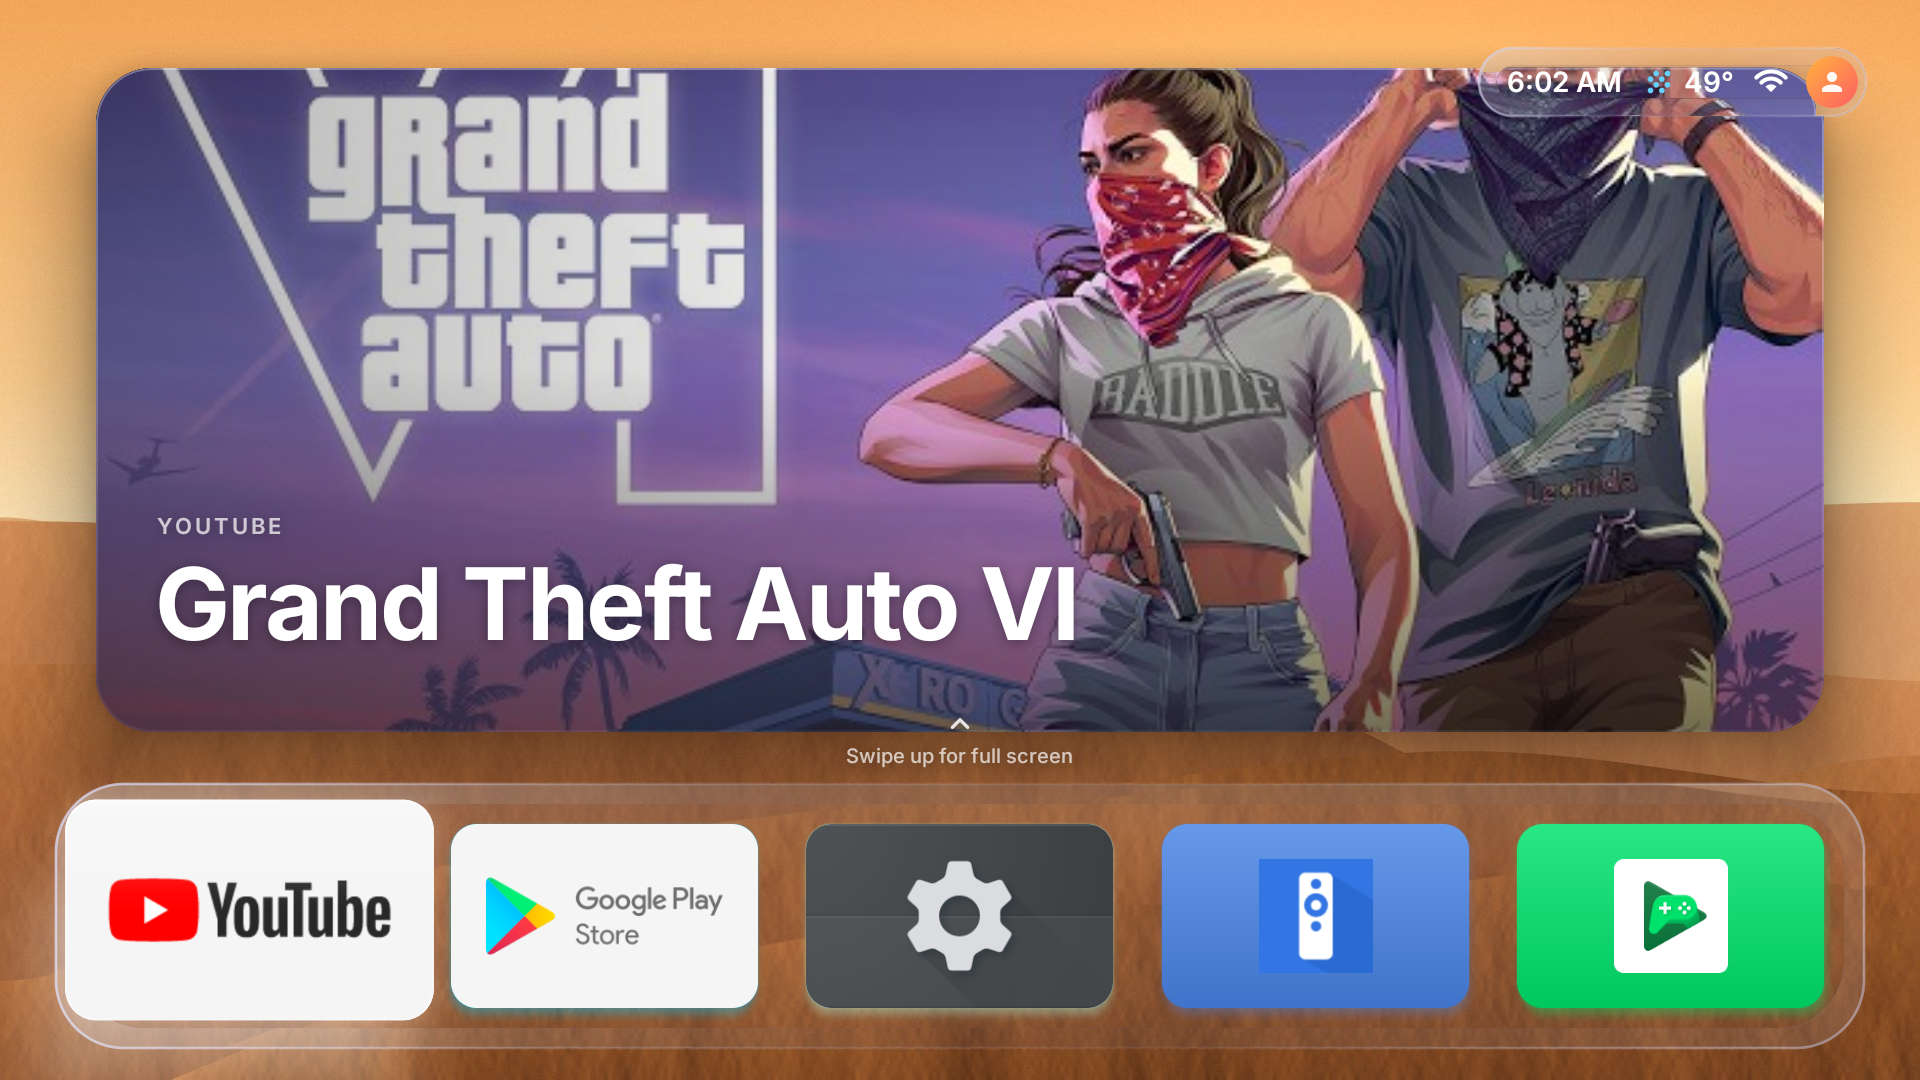 6:02 AM 49°
grand
theft
auto
BADDIE
Leonida
YOUTUBE
Grand Theft Auto VI
Swipe up for full screen
YouTube
Google Play
Store